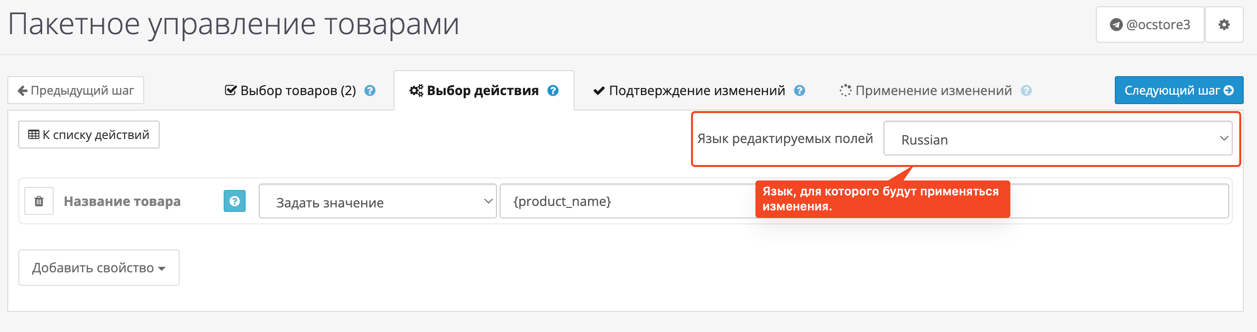 Пакетное управление товарами
@ocstore3
Предыдущий шаг
Выбор товаров (2) ?
Выбор действия ?
Подтверждение изменений ?
Применение изменений ?
Следующий шаг
К списку действий
Язык редактируемых полей
Russian
Название товара
?
Задать значение
{product_name}
Язык, для которого будут применяться
изменения.
Добавить свойство